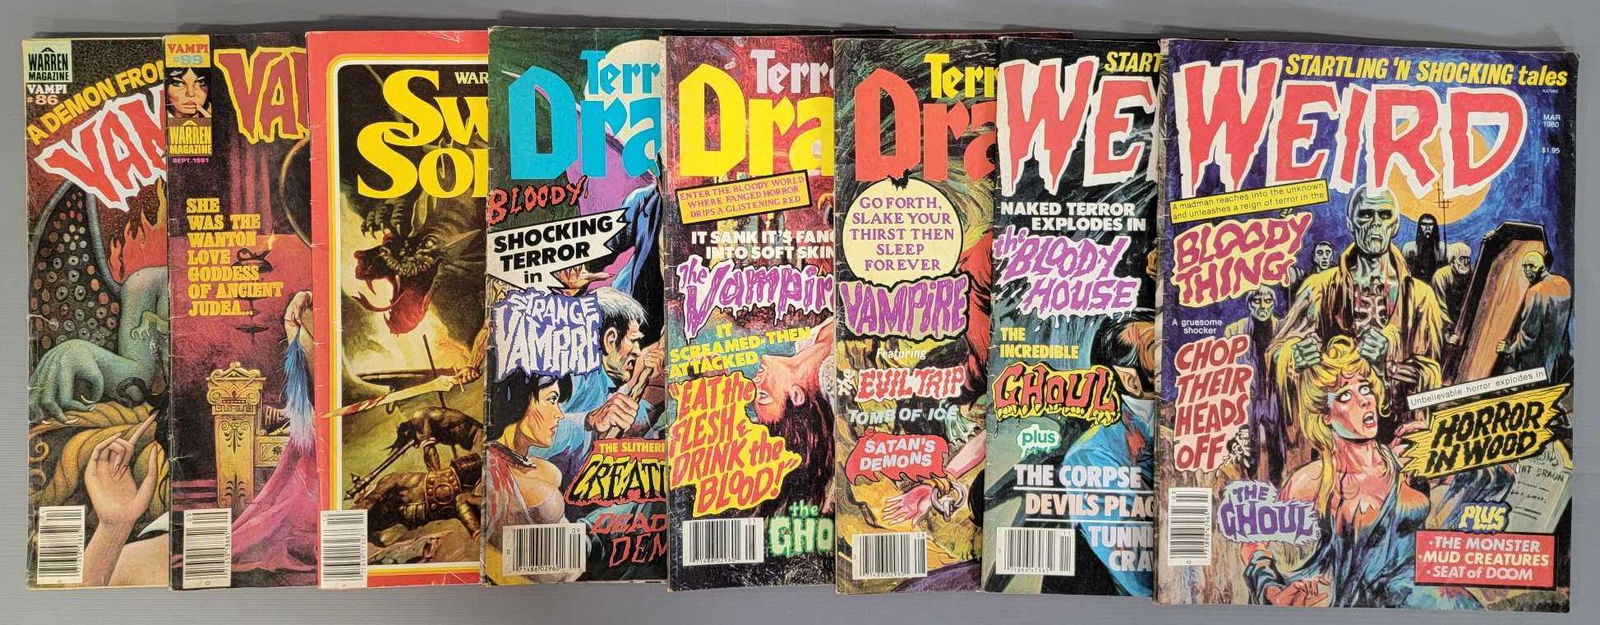 A
WARREN
MAGAZINE
VAMPI
#86
A DEMON FROM
VAM
VAMPI
#99
A
WARREN
MAGAZINE
SEPT. 1981
VA
SHE
WAS THE
WANTON
LOVE
GODDESS
OF ANCIENT
JUDEA...
WAR
SW
SO
Terr
Dra
BLOODY
SHOCKING
TERROR
in
STRANGE
VAMPIRE
THE SLITHERI
CREAT
DEAD
DEM
09
71486 02960
Terr
Dra
ENTER THE BLOODY WORLD
WHERE FANGED HORROR
DRIPS A GLISTENING RED
IT SANK IT'S FANG
INTO SOFT SKIN
The Vampir
IT
SCREAMED-THEN
ATTACKED
"EAT the
FLESH &
DRINK the
BLOOD!"
the
GHO
71486 02960
Terr
Dra
GO FORTH,
SLAKE YOUR
THIRST THEN
SLEEP
FOREVER
VAMPIRE
Featuring
EVIL TRIP
TOMB OF ICE
SATAN'S
DEMONS
START
WE
NAKED TERROR
EXPLODES IN
the BLOODY
HOUSE
THE
INCREDIBLE
GHOUL
plus
THE CORPSE
DEVIL'S PLAC
TUNN
CRA
STARTLING 'N SHOCKING tales
WEIRD
MAR
1980
$1.95
A madman reaches into the unknown
and unleashes a reign of terror in the
BLOODY
THING
A gruesome
shocker
CHOP
THEIR
HEADS
OFF
Unbelievable horror explodes in
HORROR
IN WOOD
THE
GHOUL
PLUS
• THE MONSTER
• MUD CREATURES
• SEAT of DOOM